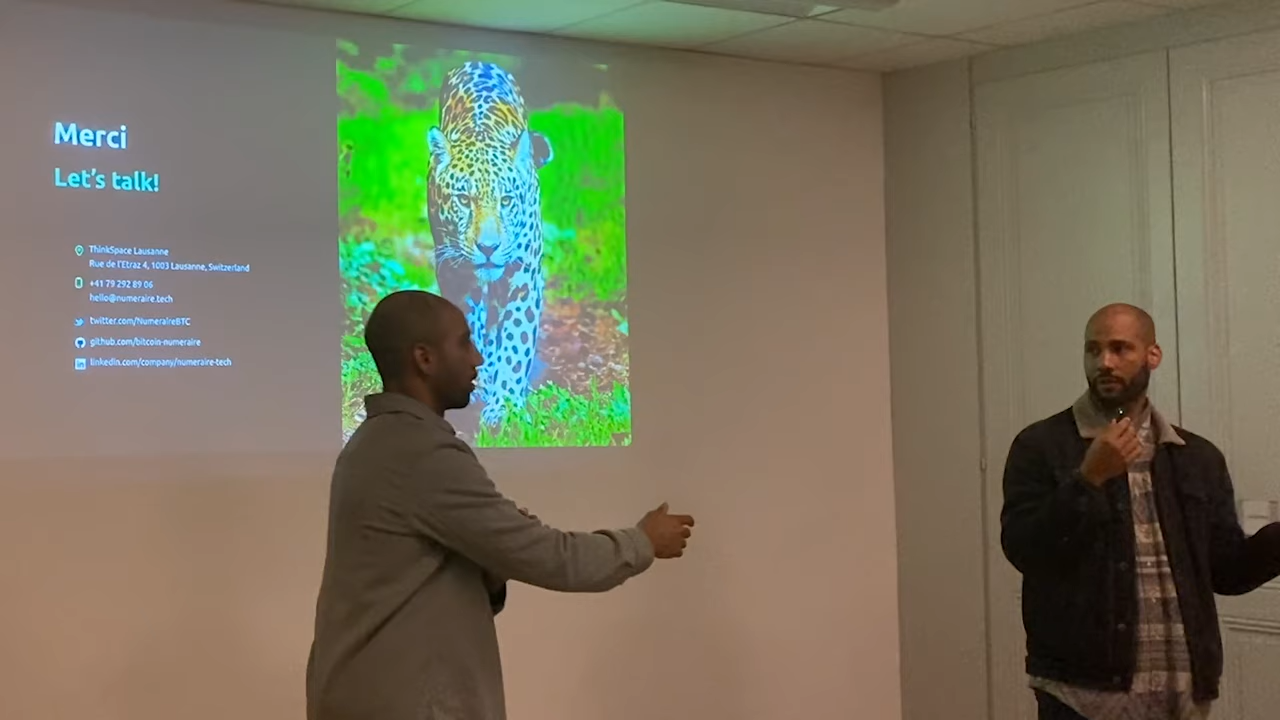 Merci
Let's talk!
ThinkSpace Lausanne
Rue de l'Etraz 4, 1003 Lausanne, Switzerland
+41 79 292 89 06
hello@numeraire.tech
twitter.com/NumeraireBTC
github.com/bitcoin-numeraire
linkedin.com/company/numeraire-tech